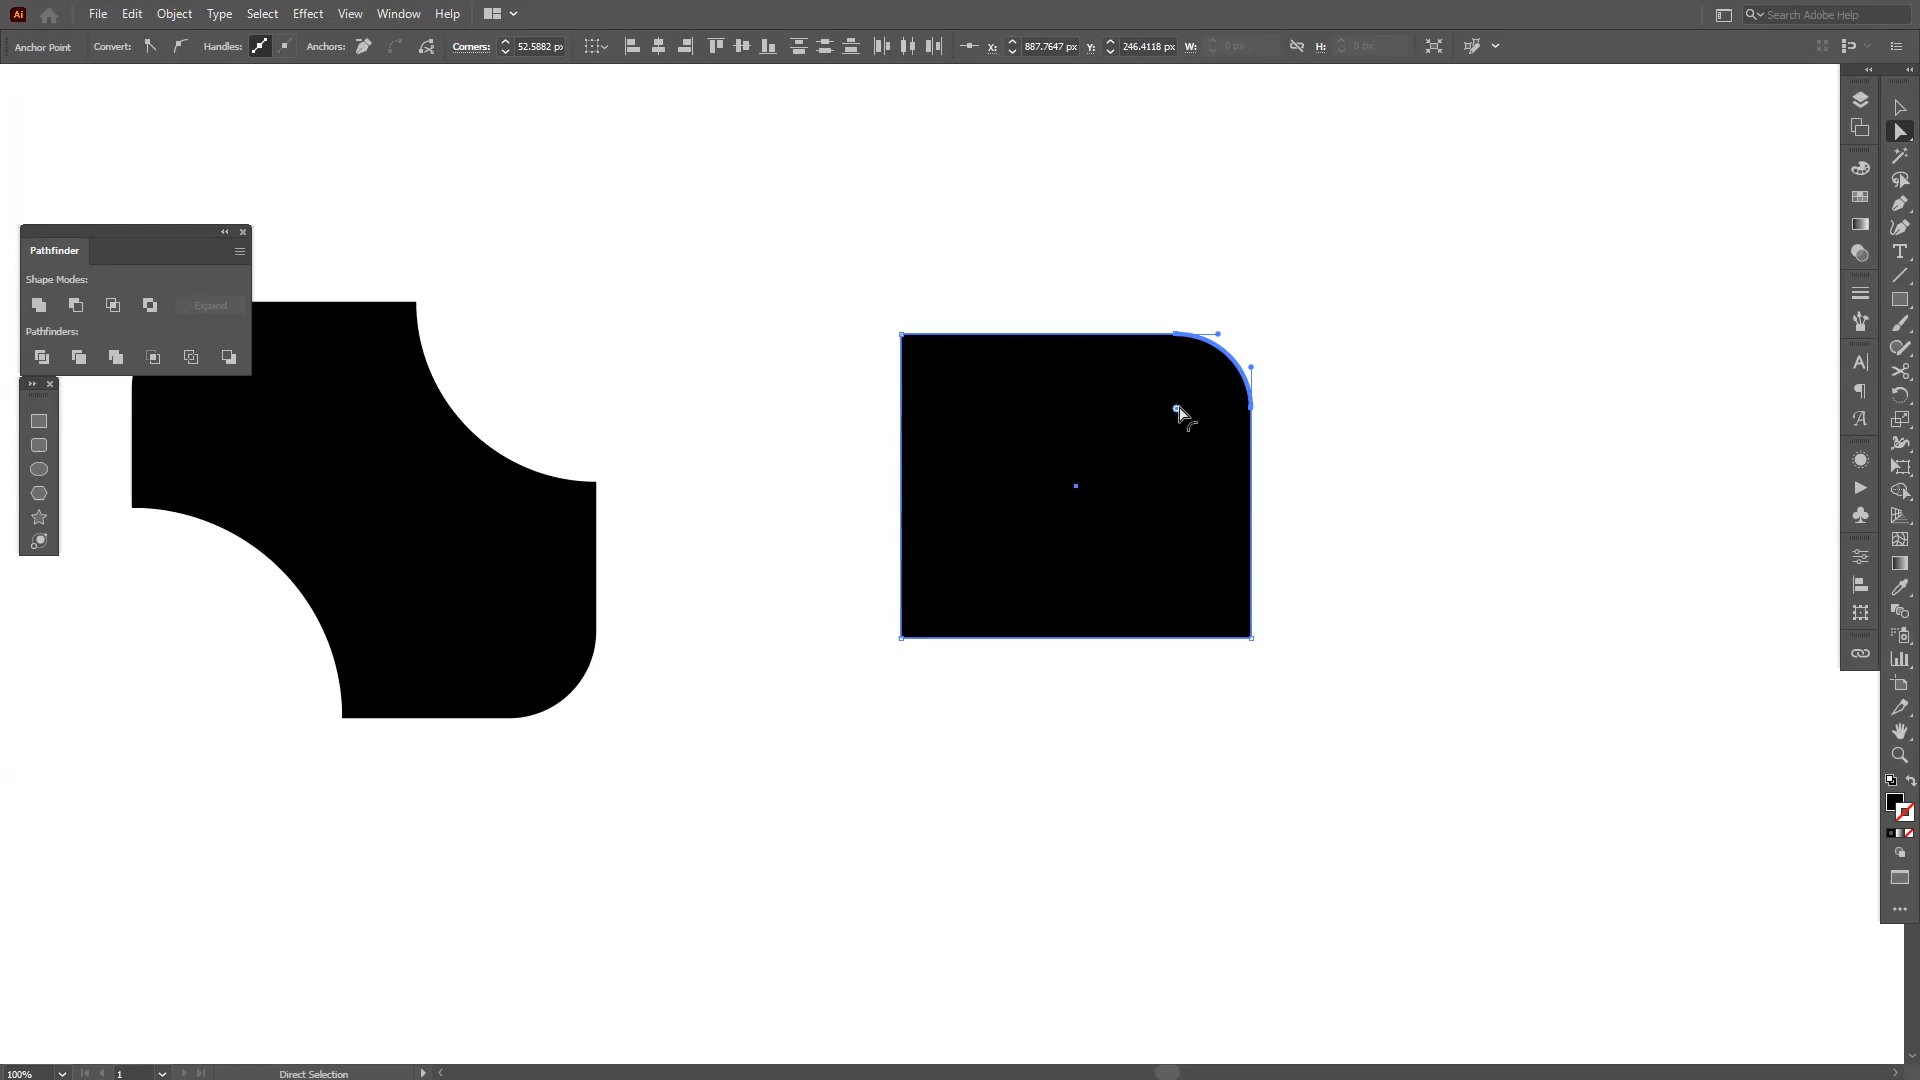 Ai File Edit Object Type Select Effect View Window Help Search Adobe Help
Anchor Point Convert: Handles: Anchors: Corners: 52.5882 px X: 887.7647 px Y: 246.4118 px W: 0 px H: 0 px
Pathfinder
Shape Modes:
Expand
Pathfinders:
100% 1 Direct Selection